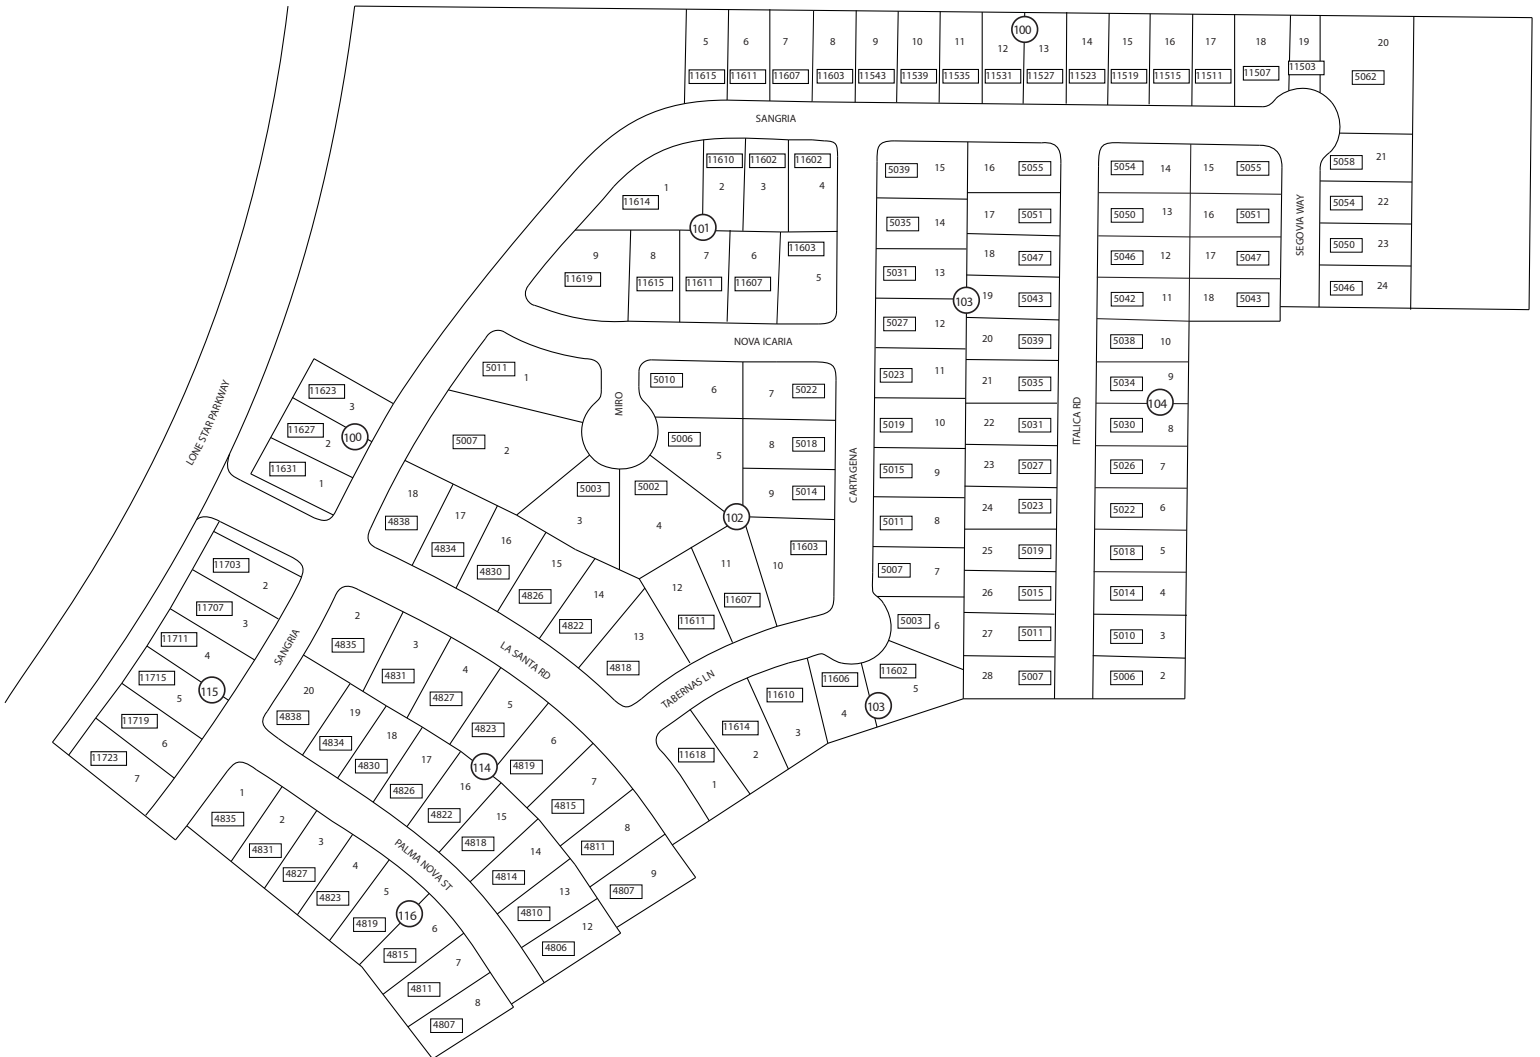 5 6 7 8 9 10 11 12 100 13 14 15 16 17 18 19 20
11615 11611 11607 11603 11543 11539 11535 11531 11527 11523 11519 11515 11511 11507 11503 5062
SANGRIA
11610 11602 11602
1 2 3 4
11614
101
9 8 7 6 11603
11619 11615 11611 11607 5
NOVA ICARIA
5039 15 16 5055
5035 14 17 5051
5031 13 18 5047
103 19 5043
5027 12 20 5039
5023 11 21 5035
5019 10 22 5031
5015 9 23 5027
5011 8 24 5023
5007 7 25 5019
5003 6 26 5015
27 5011
28 5007
11602 5
ITALICA RD
5054 14 15 5055
5050 13 16 5051
5046 12 17 5047
5042 11 18 5043
5038 10
5034 9
104
5030 8
5026 7
5022 6
5018 5
5014 4
5010 3
5006 2
SEGOVIA WAY
5058 21
5054 22
5050 23
5046 24
LONE STAR PARKWAY
11623 3
11627 2 100
11631 1
5011 1
MIRO
5010 6 7 5022
5007 2
5006 5 8 5018
5003 5002 9 5014
3 4 102
CARTAGENA
18 17 16 15 14 13 12 11 10 11603
4838 4834 4830 4826 4822 4818 11611 11607
LA SANTA RD
TABERNAS LN
11606 11610 11614 11618
4 3 2 1
103
11703 2
11707 3
11711 4
11715 5 115
11719 6
11723 7
SANGRIA
2 3 4 5 6 7 8 9
4835 4831 4827 4823 4819 4815 4811 4807
114
20 19 18 17 16 15 14 13 12
4838 4834 4830 4826 4822 4818 4814 4810 4806
PALMA NOVA ST
1 2 3 4 5 6 7 8
4835 4831 4827 4823 4819 4815 4811 4807
116